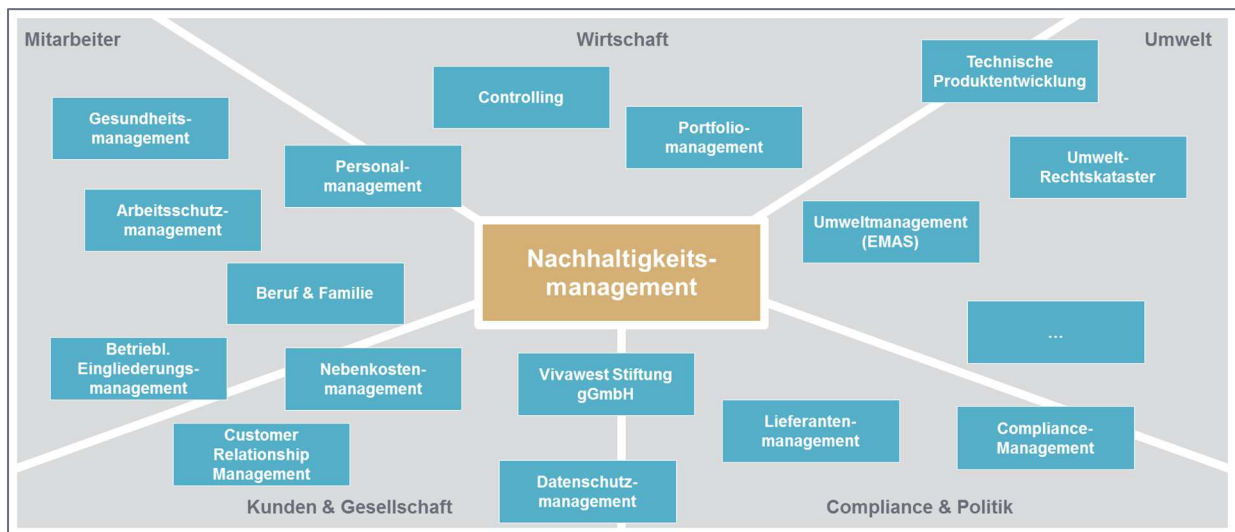 Mitarbeiter
Wirtschaft
Umwelt
Technische
Produktentwicklung
Controlling
Gesundheits-
management
Portfolio-
management
Personal-
management
Umwelt-
Rechtskataster
Arbeitsschutz-
management
Umweltmanagement
(EMAS)
Nachhaltigkeits-
management
Beruf & Familie
...
Betriebl.
Eingliederungs-
management
Nebenkosten-
management
Vivawest Stiftung
gGmbH
Lieferanten-
management
Compliance-
Management
Customer
Relationship
Management
Datenschutz-
management
Kunden & Gesellschaft
Compliance & Politik